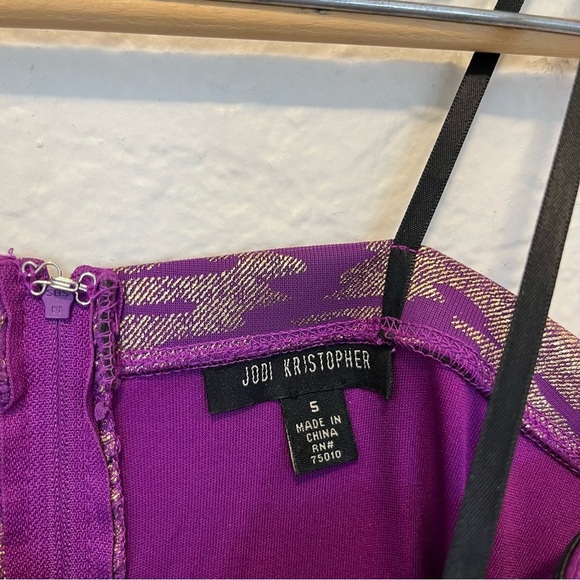 JODI KRISTOPHER
5
MADE IN
CHINA
RN#
75010